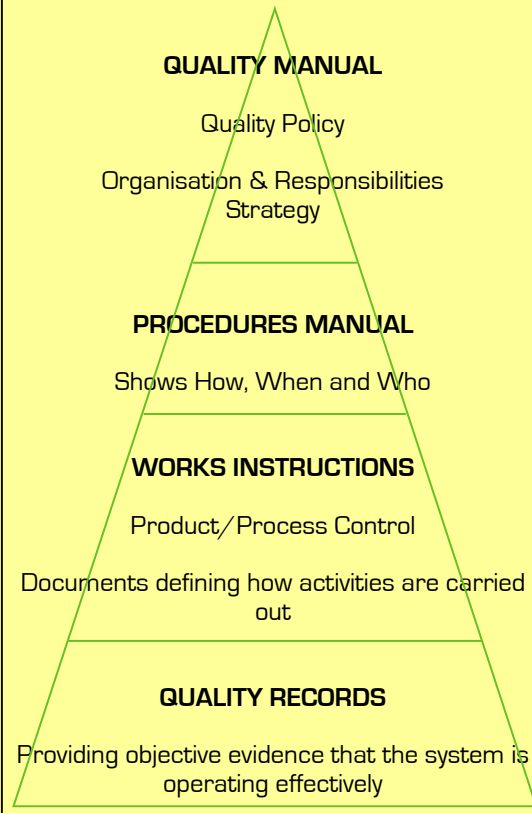 QUALITY MANUAL
Quality Policy
Organisation & Responsibilities
Strategy
PROCEDURES MANUAL
Shows How, When and Who
WORKS INSTRUCTIONS
Product/Process Control
Documents defining how activities are carried
out
QUALITY RECORDS
Providing objective evidence that the system is
operating effectively